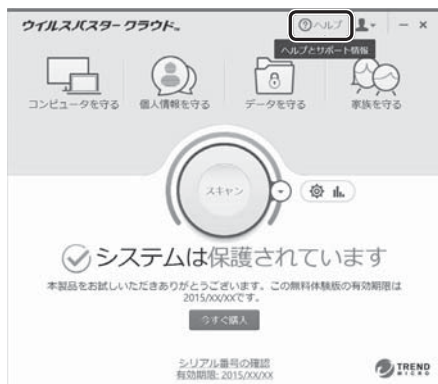 ウイルスバスター クラウド™
?ヘルプ
ヘルプとサポート情報
コンピュータを守る
個人情報を守る
データを守る
家族を守る
スキャン
システムは保護されています
本製品をお試しいただきありがとうございます。この無料体験版の有効期限は
2015/XX/XXです。
今すぐ購入
シリアル番号の確認
有効期限: 2015/XX/XX
TREND
MICRO